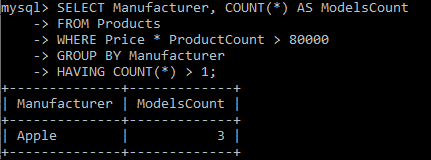 mysql> SELECT Manufacturer, COUNT(*) AS ModelsCount
    -> FROM Products
    -> WHERE Price * ProductCount > 80000
    -> GROUP BY Manufacturer
    -> HAVING COUNT(*) > 1;
+--------------+-------------+
| Manufacturer | ModelsCount |
+--------------+-------------+
| Apple        |           3 |
+--------------+-------------+